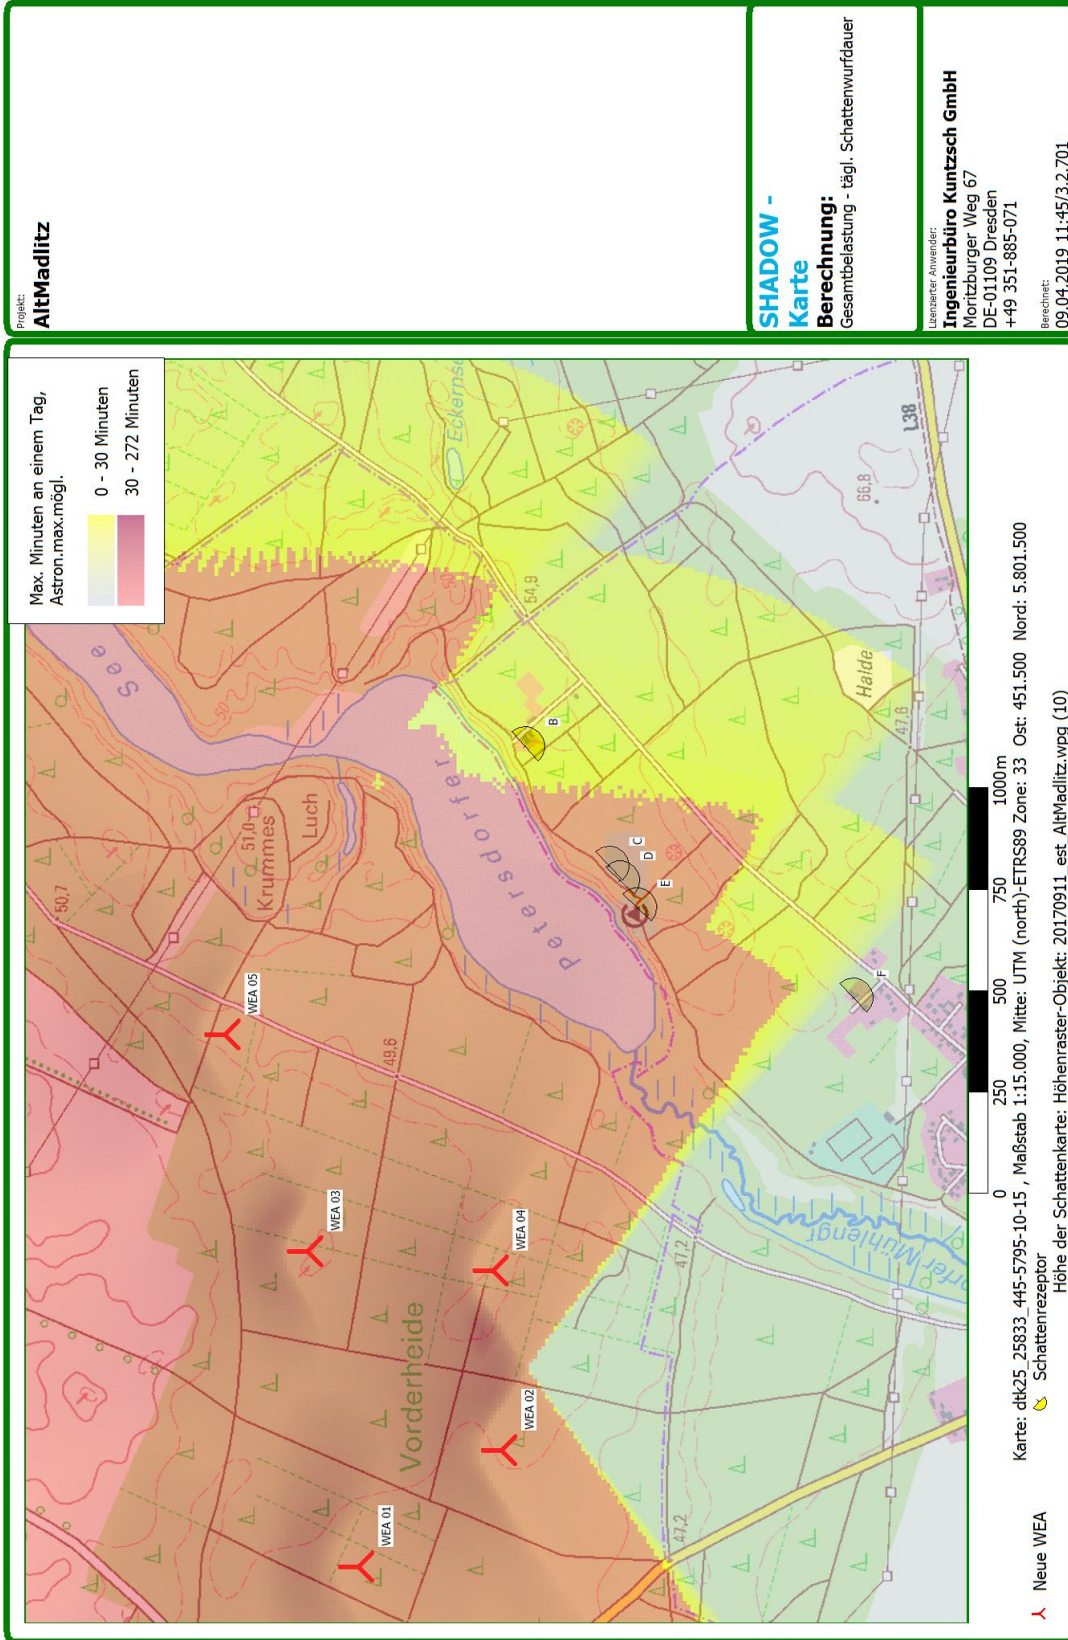 Projekt:
AltMadlitz
SHADOW -
Karte
Berechnung:
Gesamtbelastung - tägl. Schattenwurfdauer
Lizenzierter Anwender:
Ingenieurbüro Kuntzsch GmbH
Moritzburger Weg 67
DE-01109 Dresden
+49 351-885-071
Berechnet:
09.04.2019 11:45/3.2.701
Max. Minuten an einem Tag,
Astron.max.mögl.
0 - 30 Minuten
30 - 272 Minuten
See
Eckernse
50,7
Krummes
51,0
Luch
50
50
54,9
WEA 05
Petersdorfer
49,6
B
WEA 03
C
D
E
66,8
L38
Halde
47,6
WEA 04
Vorderheide
F
47,2
rfer Mühlengr
WEA 02
WEA 01
47,2
0
250
500
750
1000m
Karte: dtk25_25833_445-5795-10-15 , Maßstab 1:15.000, Mitte: UTM (north)-ETRS89 Zone: 33 Ost: 451.500 Nord: 5.801.500
Neue WEA
Schattenrezeptor
Höhe der Schattenkarte: Höhenraster-Objekt: 20170911_est_AltMadlitz.wpg (10)